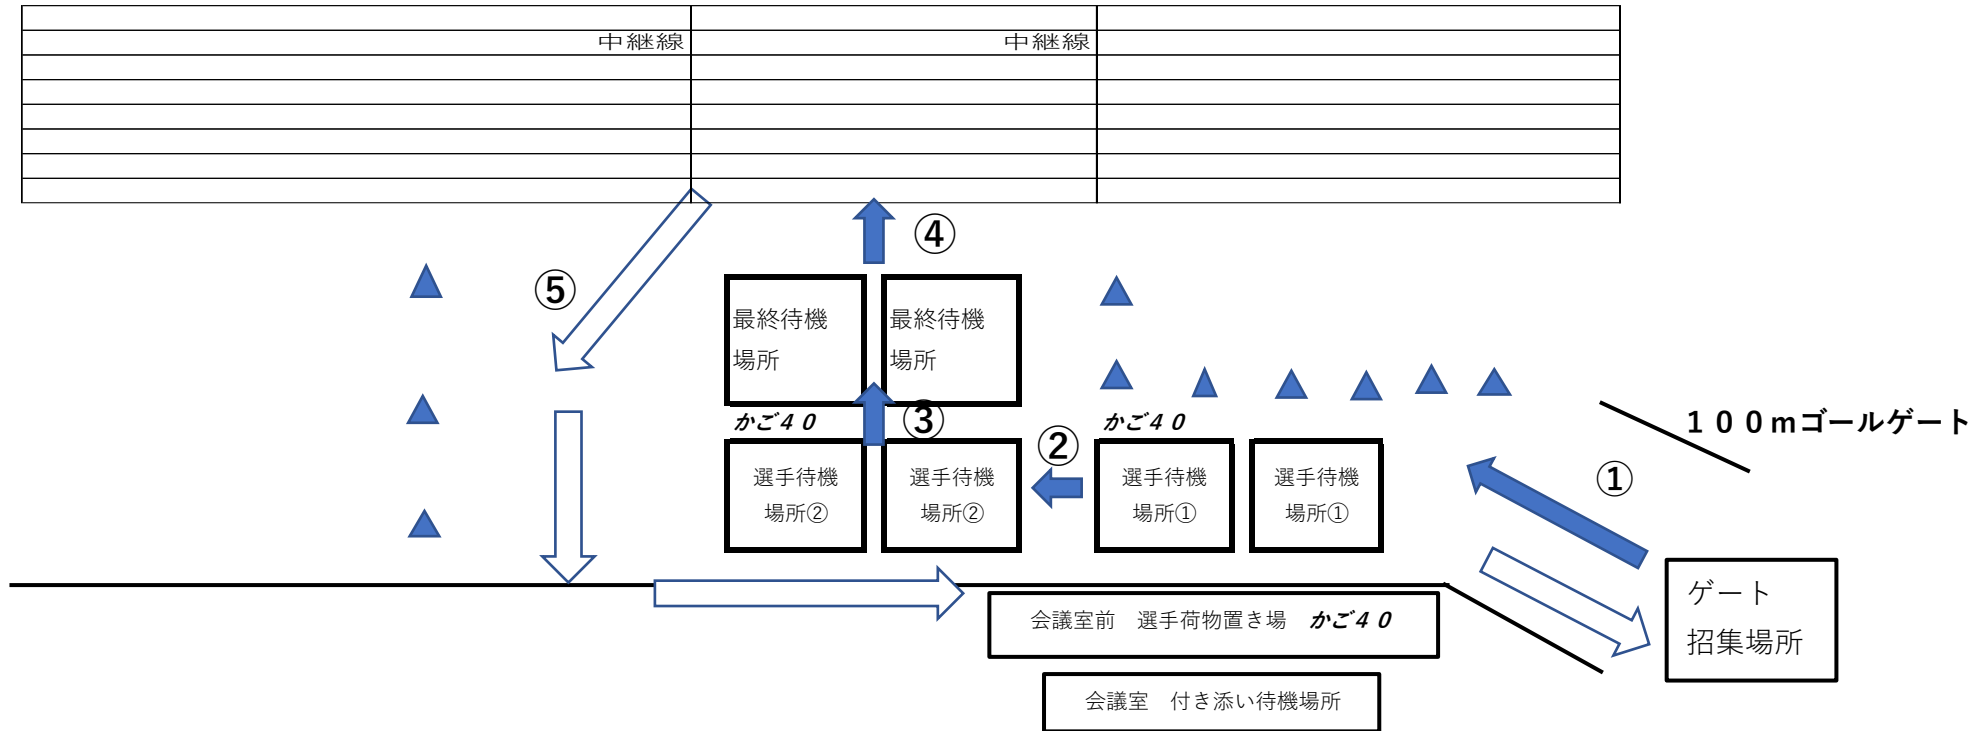 中継線
中継線
④
⑤
最終待機
場所
最終待機
場所
かご４０
③
かご４０
②
１００ｍゴールゲート
①
選手待機
場所②
選手待機
場所②
選手待機
場所①
選手待機
場所①
ゲート
招集場所
会議室前　選手荷物置き場　かご４０
会議室　付き添い待機場所